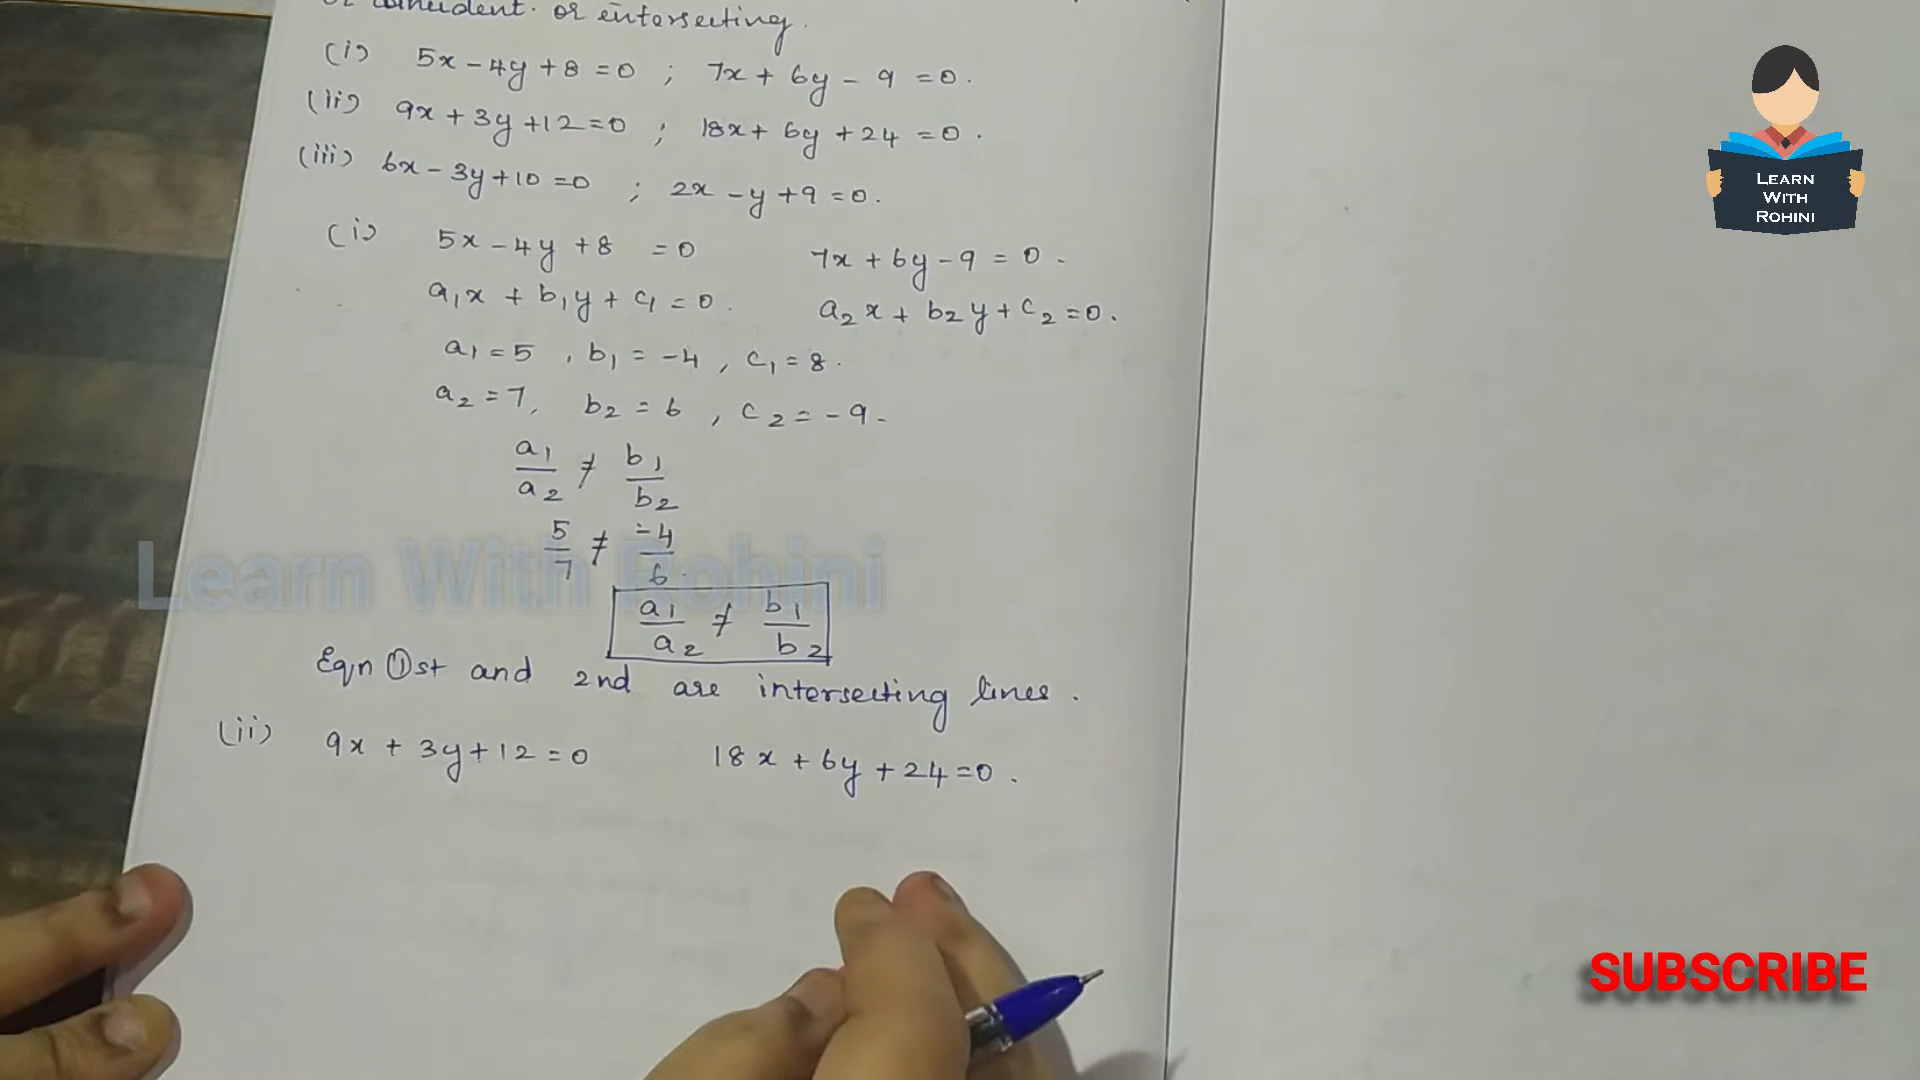 or coincident. or intersecting.
(i) 5x - 4y + 8 = 0 ; 7x + 6y - 9 = 0.
(ii) 9x + 3y + 12 = 0 ; 18x + 6y + 24 = 0.
(iii) 6x - 3y + 10 = 0 ; 2x - y + 9 = 0.
(i) 5x - 4y + 8 = 0 7x + 6y - 9 = 0.
a₁x + b₁y + c₁ = 0. a₂x + b₂y + c₂ = 0.
a₁ = 5, b₁ = -4, c₁ = 8.
a₂ = 7, b₂ = 6, c₂ = -9.
a₁/a₂ ≠ b₁/b₂
5/7 ≠ -4/6.
a₁/a₂ ≠ b₁/b₂
Eqn ①st and 2nd are intersecting lines.
(ii) 9x + 3y + 12 = 0 18x + 6y + 24 = 0.
Learn With Rohini
LEARN
WITH
ROHINI
SUBSCRIBE